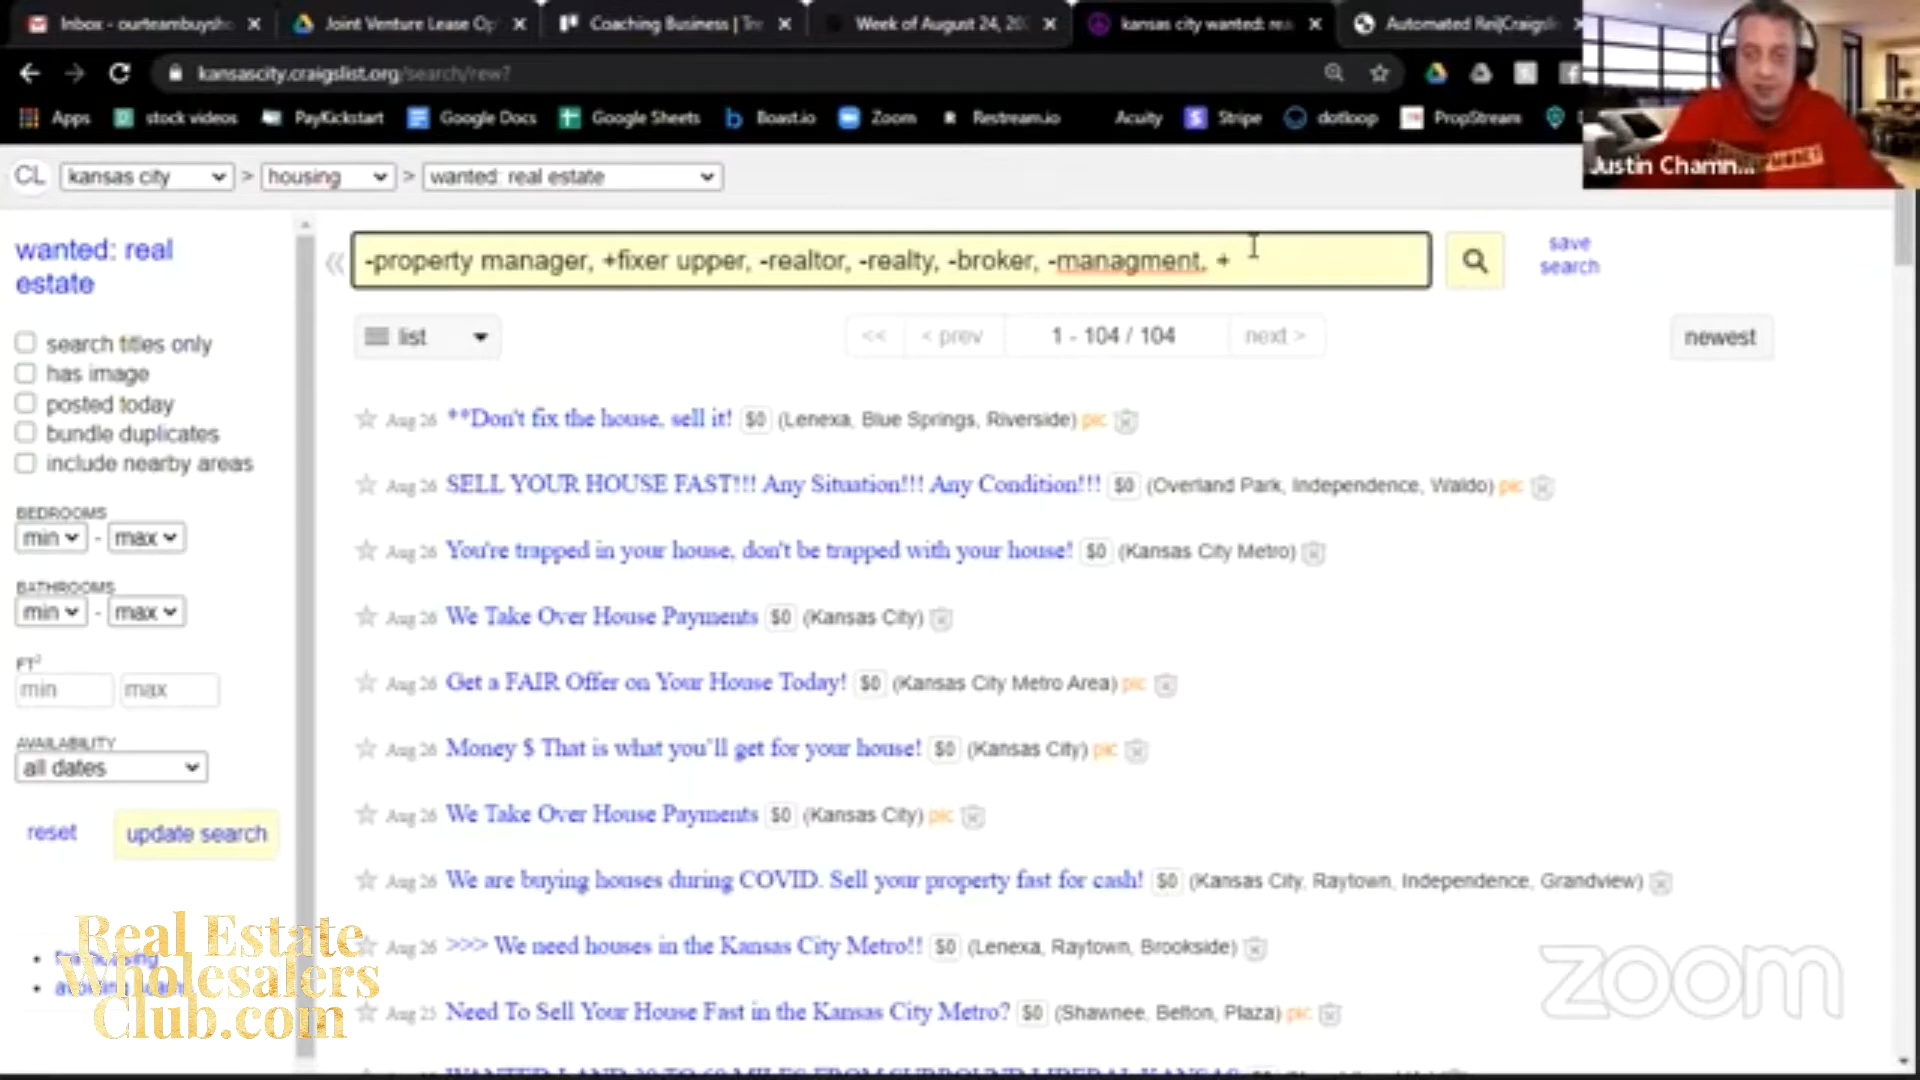 Inbox - ourteambuysho
Joint Venture Lease Op
Coaching Business | Tre
Week of August 24, 202
kansas city wanted: rea
Automated Rei|Craigsli
kansascity.craigslist.org/search/rew?
Apps
stock videos
PayKickstart
Google Docs
Google Sheets
Boast.io
Zoom
Restream.io
Acuity
Stripe
dotloop
PropStream
Justin Chamn...
CL kansas city > housing > wanted: real estate
wanted: real
estate
-property manager, +fixer upper, -realtor, -realty, -broker, -managment, +
save
search
list
<< < prev 1 - 104 / 104 next >
newest
search titles only
has image
posted today
bundle duplicates
include nearby areas
BEDROOMS
min - max
BATHROOMS
min - max
FT²
min max
AVAILABILITY
all dates
reset update search
Aug 26 **Don't fix the house, sell it! $0 (Lenexa, Blue Springs, Riverside) pic
Aug 26 SELL YOUR HOUSE FAST!!! Any Situation!!! Any Condition!!! $0 (Overland Park, Independence, Waldo) pic
Aug 26 You're trapped in your house, don't be trapped with your house! $0 (Kansas City Metro)
Aug 26 We Take Over House Payments $0 (Kansas City)
Aug 26 Get a FAIR Offer on Your House Today! $0 (Kansas City Metro Area) pic
Aug 26 Money $ That is what you'll get for your house! $0 (Kansas City) pic
Aug 26 We Take Over House Payments $0 (Kansas City) pic
Aug 26 We are buying houses during COVID. Sell your property fast for cash! $0 (Kansas City, Raytown, Independence, Grandview)
Aug 26 >>> We need houses in the Kansas City Metro!! $0 (Lenexa, Raytown, Brookside)
Aug 25 Need To Sell Your House Fast in the Kansas City Metro? $0 (Shawnee, Belton, Plaza) pic
WANTED LAND 20 TO 60 MILES FROM SURROUND LIBERAL KANSAS
Real Estate
Wholesalers
Club.com
zoom